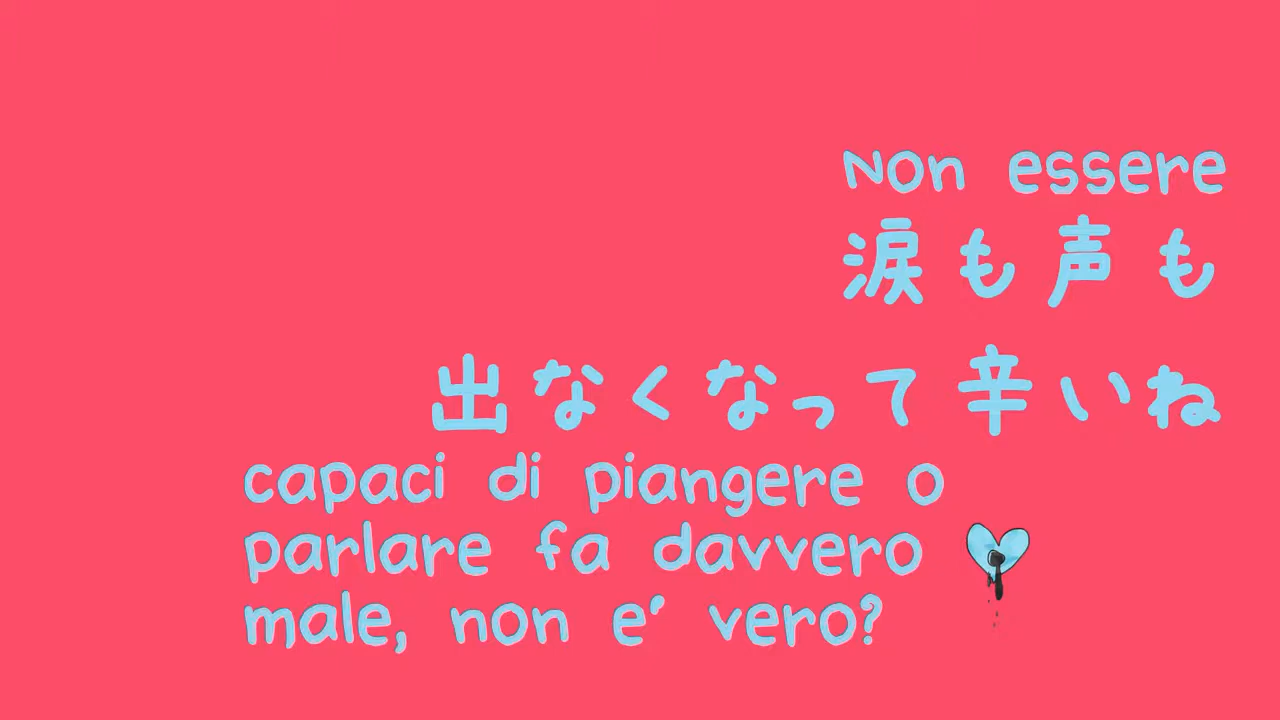 Non essere
涙も声も
出なくなって辛いね
capaci di piangere o
parlare fa davvero
male, non e' vero?